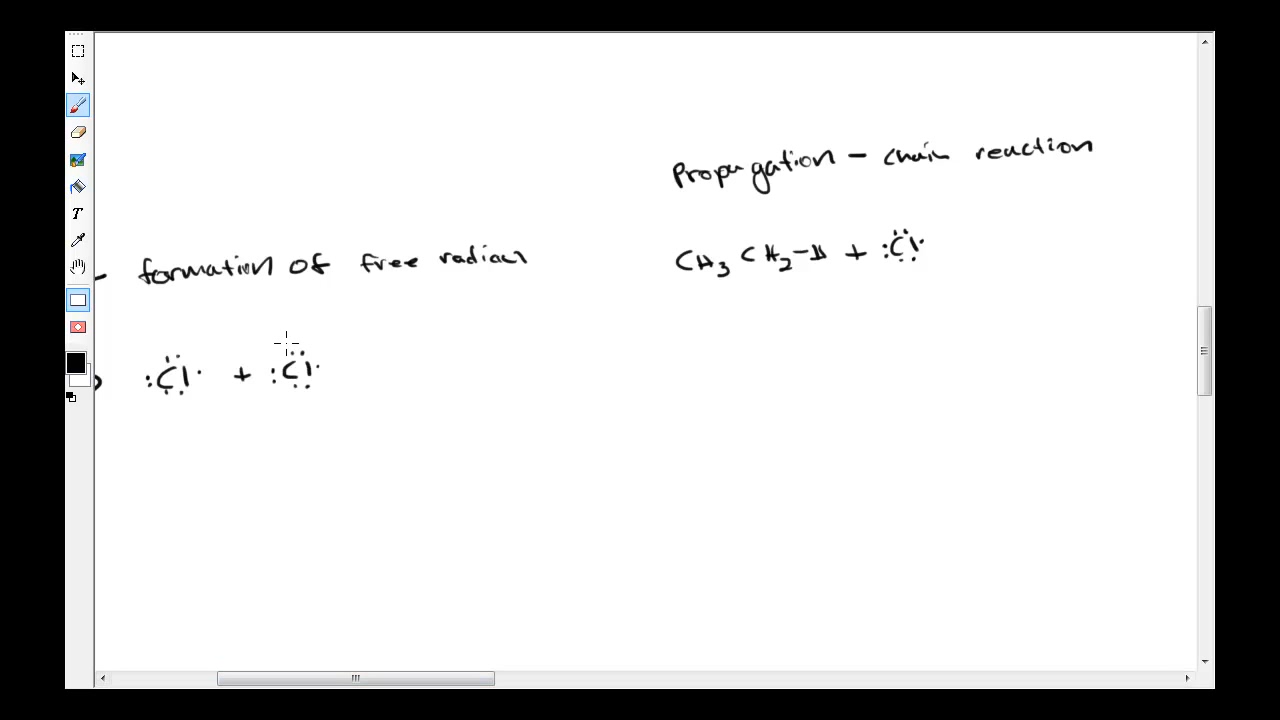 Propagation – chain reaction
CH₃CH₂–H + :Cl·
– formation of free radical
:Cl· + :Cl·
T